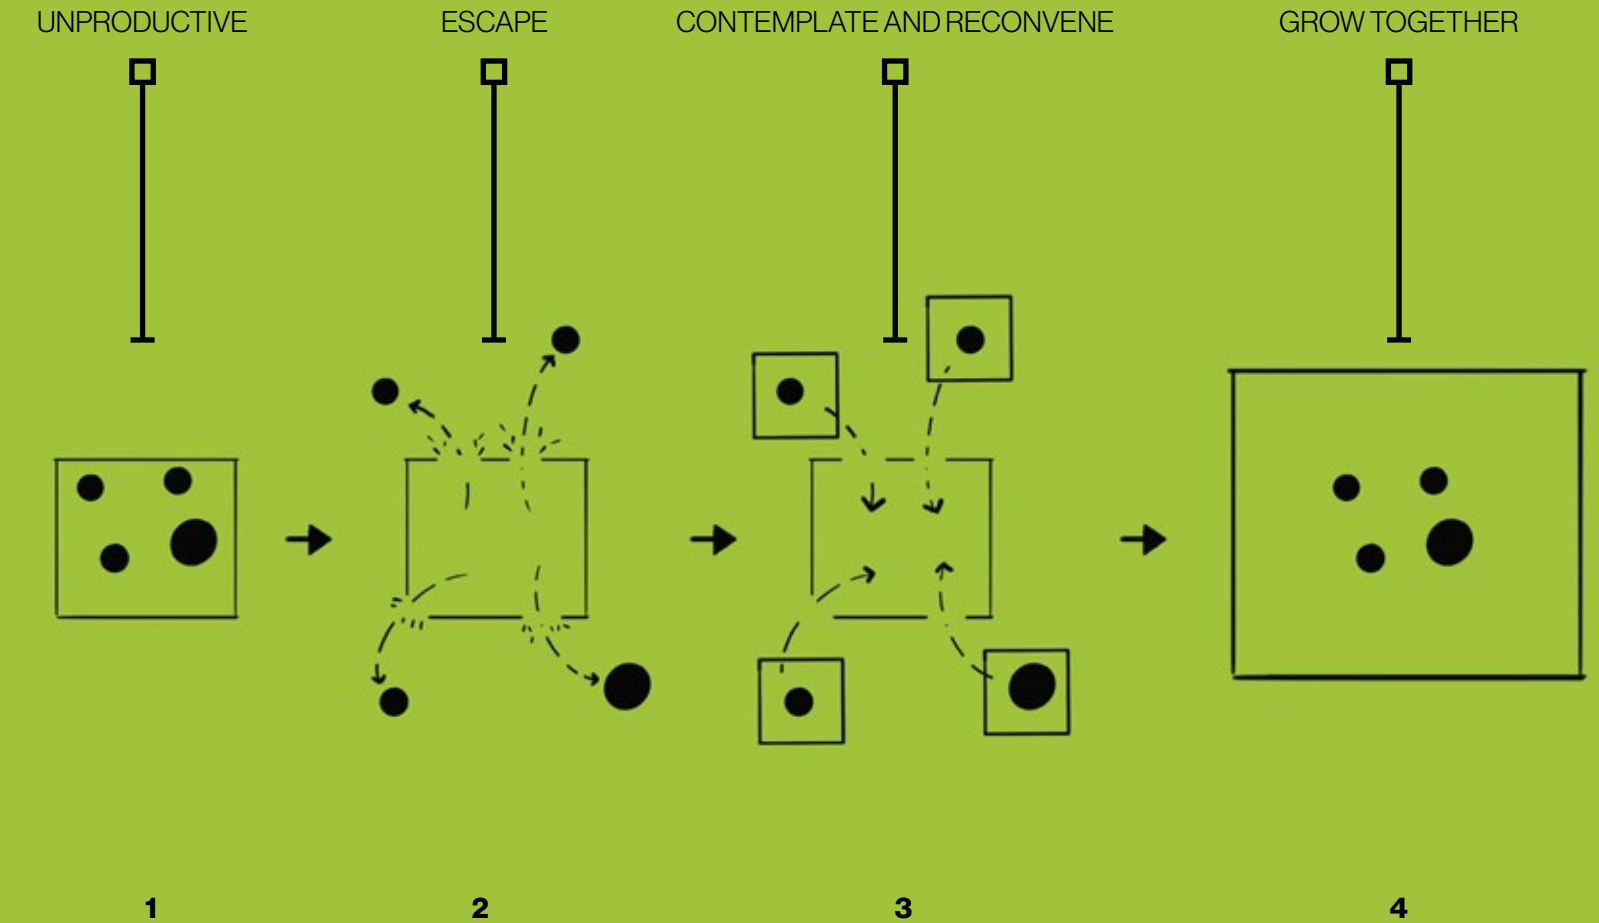 UNPRODUCTIVE
ESCAPE
CONTEMPLATE AND RECONVENE
GROW TOGETHER
1
2
3
4